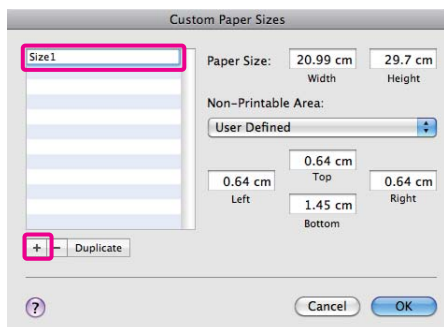 Custom Paper Sizes
Size1
Paper Size:
20.99 cm
29.7 cm
Width
Height
Non-Printable Area:
User Defined
0.64 cm
Top
0.64 cm
Left
0.64 cm
Right
1.45 cm
Bottom
+ − Duplicate
? Cancel OK